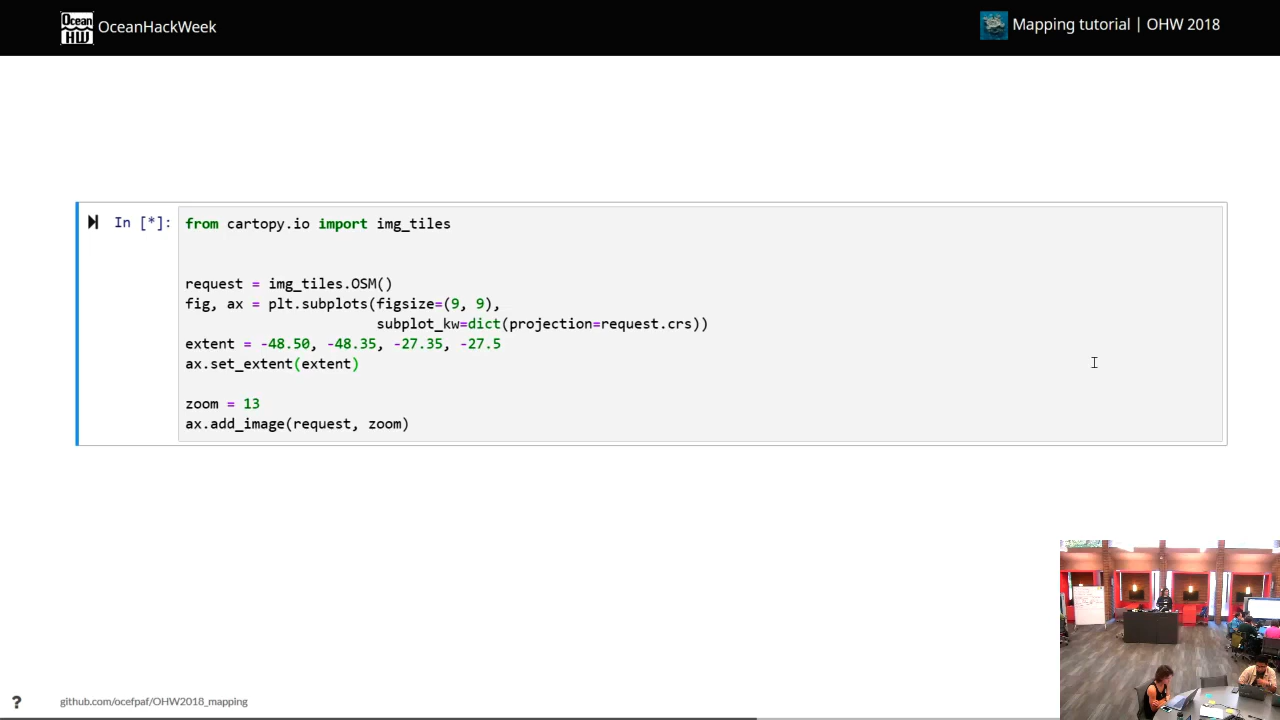 Ocean
HW
OceanHackWeek
Mapping tutorial | OHW 2018
In [*]:
from cartopy.io import img_tiles
request = img_tiles.OSM()
fig, ax = plt.subplots(figsize=(9, 9),
subplot_kw=dict(projection=request.crs))
extent = -48.50, -48.35, -27.35, -27.5
ax.set_extent(extent)
zoom = 13
ax.add_image(request, zoom)
?
github.com/ocefpaf/OHW2018_mapping